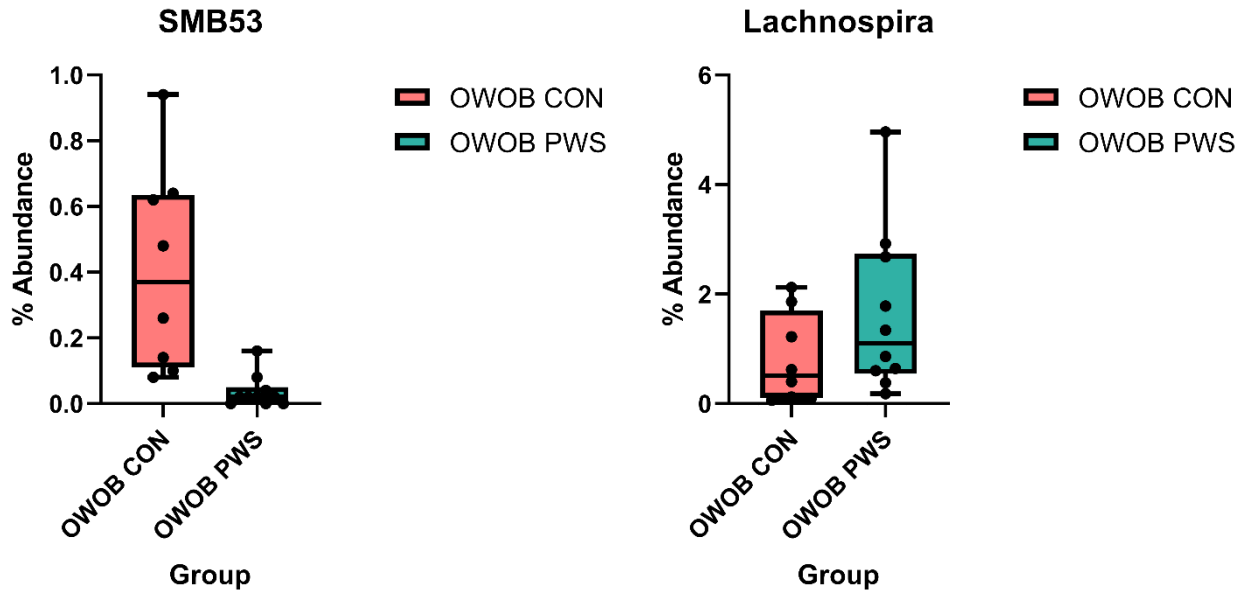 SMB53
1.0
0.8
0.6
0.4
0.2
0.0
% Abundance
OWOB CON
OWOB PWS
Group
OWOB CON
OWOB PWS
Lachnospira
6
4
2
0
% Abundance
OWOB CON
OWOB PWS
Group
OWOB CON
OWOB PWS